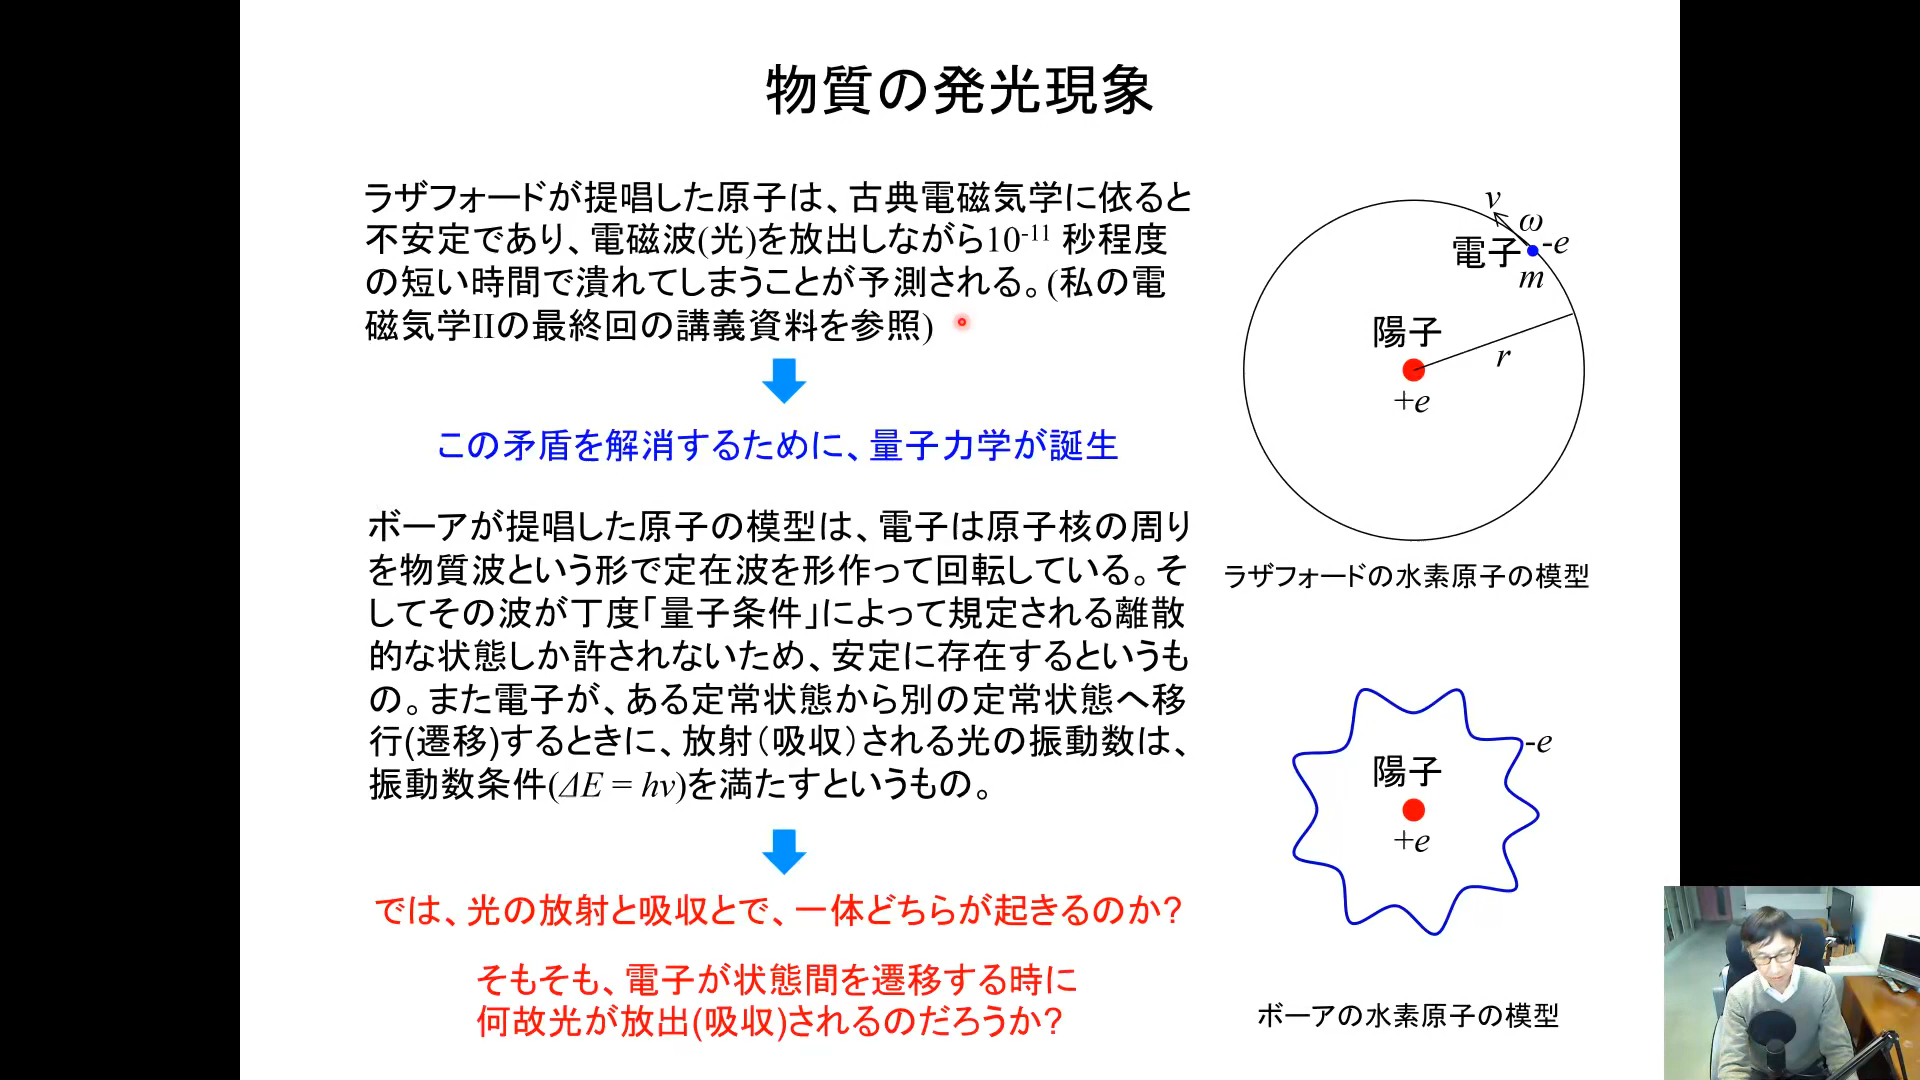 物質の発光現象
ラザフォードが提唱した原子は、古典電磁気学に依ると
不安定であり、電磁波(光)を放出しながら10⁻¹¹ 秒程度
の短い時間で潰れてしまうことが予測される。(私の電
磁気学IIの最終回の講義資料を参照)
この矛盾を解消するために、量子力学が誕生
ボーアが提唱した原子の模型は、電子は原子核の周り
を物質波という形で定在波を形作って回転している。そ
してその波が丁度「量子条件」によって規定される離散
的な状態しか許されないため、安定に存在するというも
の。また電子が、ある定常状態から別の定常状態へ移
行(遷移)するときに、放射（吸収）される光の振動数は、
振動数条件(ΔE = hν)を満たすというもの。
では、光の放射と吸収とで、一体どちらが起きるのか?
そもそも、電子が状態間を遷移する時に
何故光が放出(吸収)されるのだろうか?
v
ω
電子
-e
m
陽子
r
+e
ラザフォードの水素原子の模型
-e
陽子
+e
ボーアの水素原子の模型